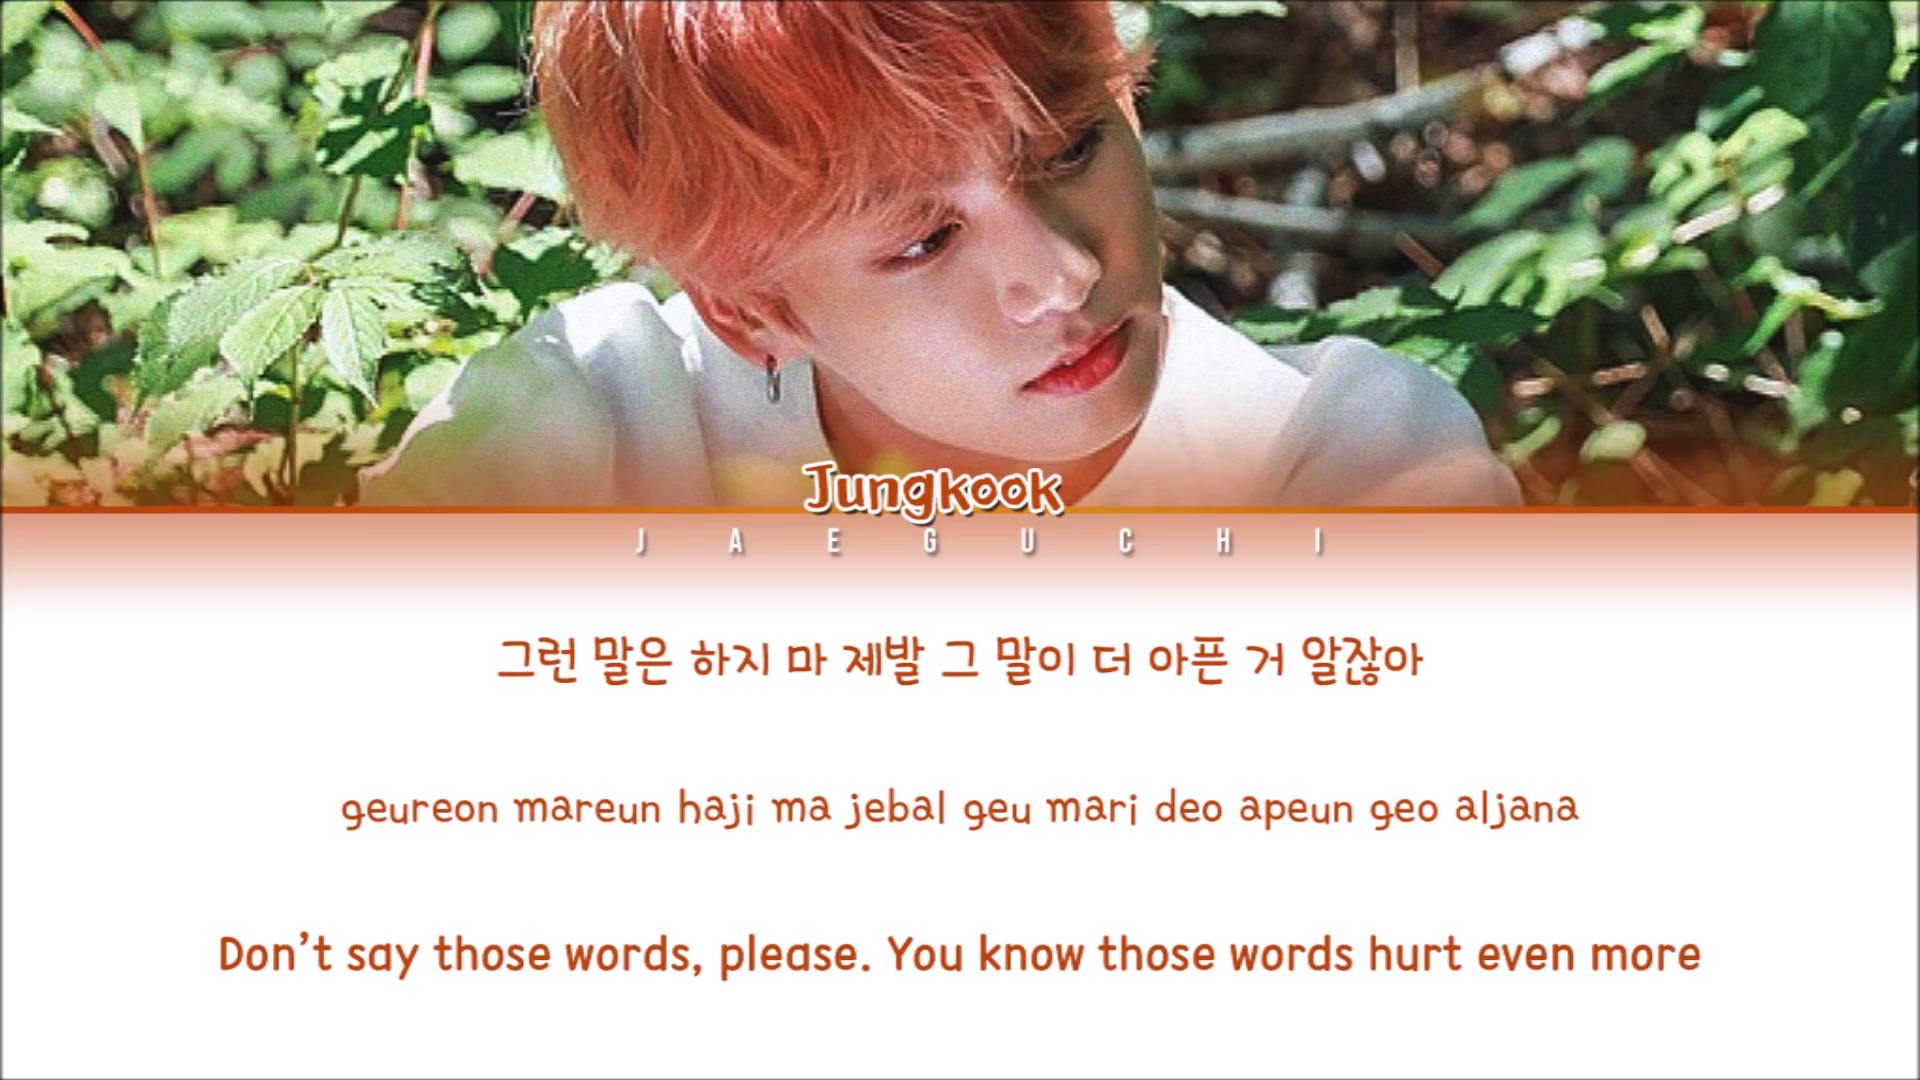 Jungkook
JAEGUCHI
그런 말은 하지 마 제발 그 말이 더 아픈 거 알잖아
geureon mareun haji ma jebal geu mari deo apeun geo aljana
Don't say those words, please. You know those words hurt even more